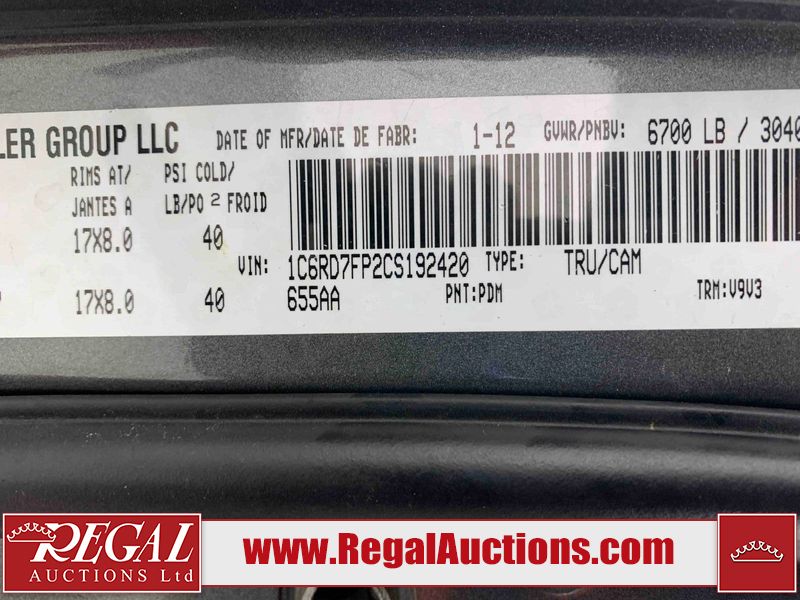 LER GROUP LLC DATE OF MFR/DATE DE FABR: 1-12 GVWR/PNBV: 6700 LB / 3040
RIMS AT/ PSI COLD/
JANTES A LB/PO 2 FROID
17X8.0 40
VIN: 1C6RD7FP2CS192420 TYPE: TRU/CAM
17X8.0 40 655AA PNT:PDM TRM:V9V3
REGAL
AUCTIONS Ltd
www.RegalAuctions.com